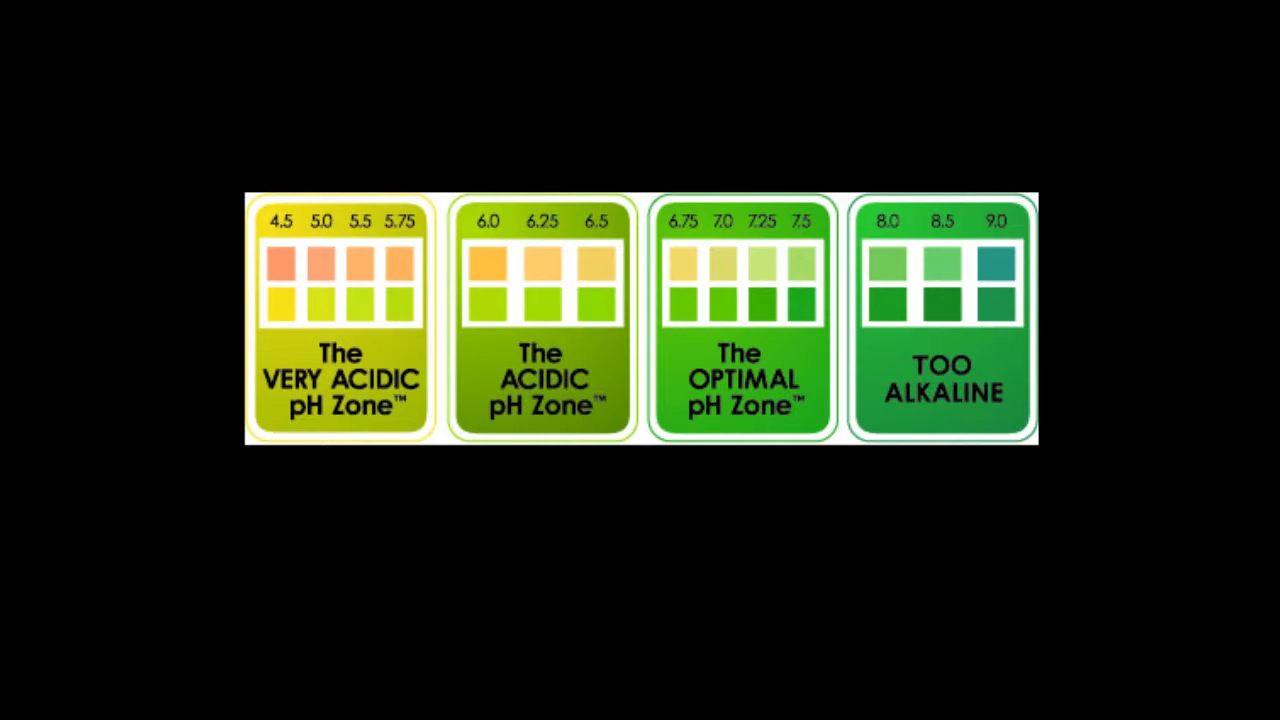 4.5 5.0 5.5 5.75
The
VERY ACIDIC
pH Zone™
6.0 6.25 6.5
The
ACIDIC
pH Zone™
6.75 7.0 7.25 7.5
The
OPTIMAL
pH Zone™
8.0 8.5 9.0
TOO
ALKALINE